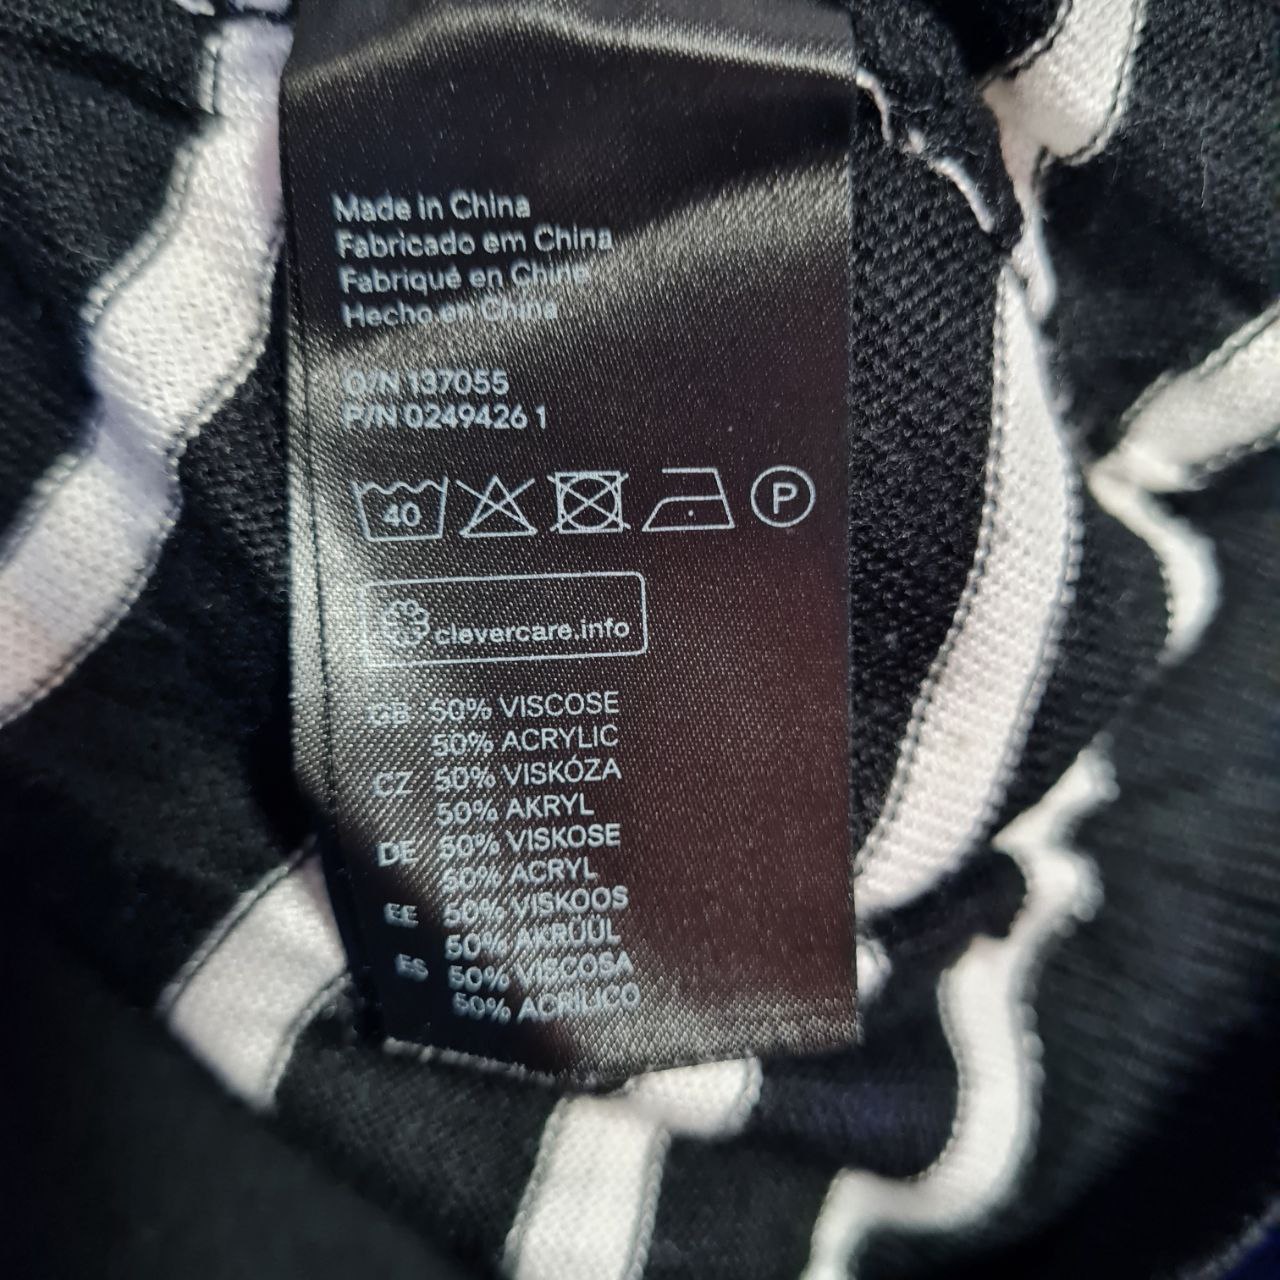 Made in China
Fabricado em China
Fabriqué en Chine
Hecho en China
O/N 137055
P/N 0249426 1
40 P
clevercare.info
GB 50% VISCOSE
50% ACRYLIC
CZ 50% VISKÓZA
50% AKRYL
DE 50% VISKOSE
50% ACRYL
EE 50% VISKOOS
50% AKRÜÜL
ES 50% VISCOSA
50% ACRÍLICO